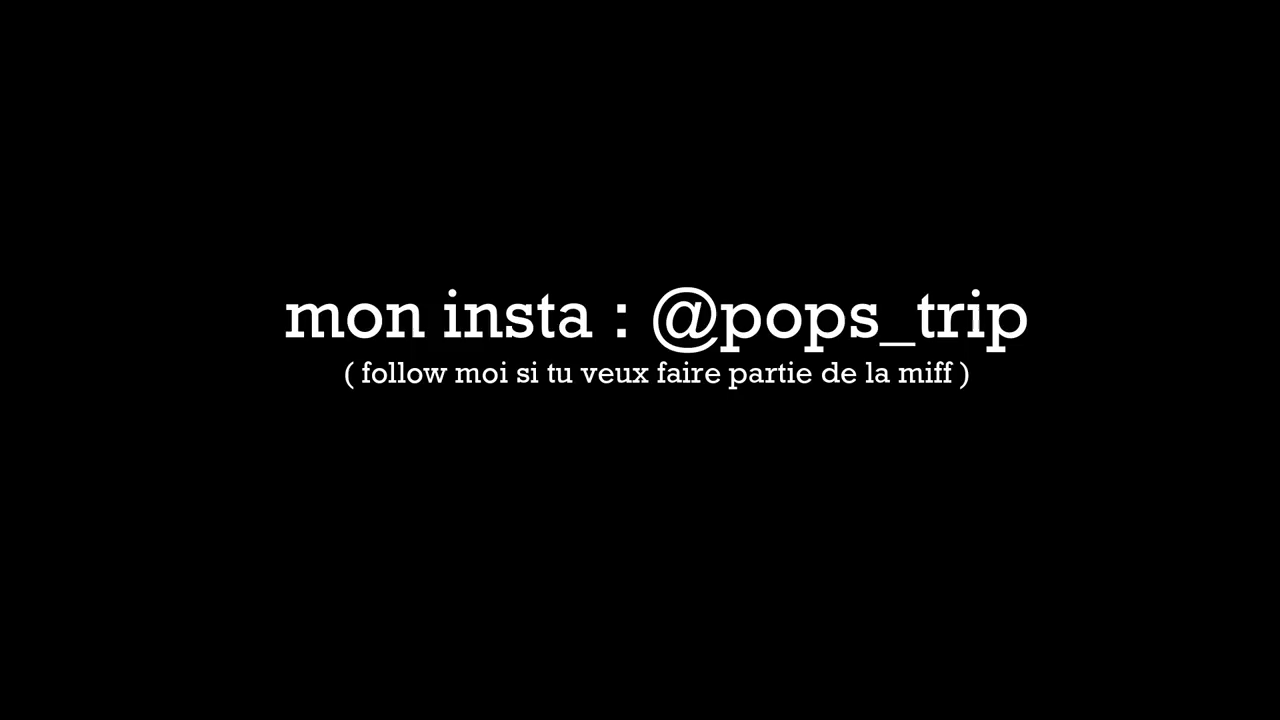 mon insta : @pops_trip
( follow moi si tu veux faire partie de la miff )